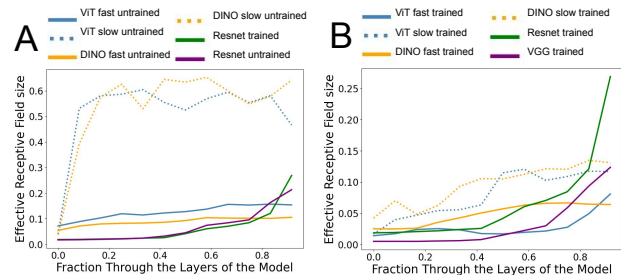 A
ViT fast untrained
DINO slow untrained
ViT slow untrained
Resnet trained
DINO fast untrained
Resnet untrained
Effective Receptive Field size
0.6
0.5
0.4
0.3
0.2
0.1
0.0
0.0 0.2 0.4 0.6 0.8
Fraction Through the Layers of the Model
B
ViT fast trained
DINO slow trained
ViT slow trained
Resnet trained
DINO fast trained
VGG trained
Effective Receptive Field size
0.25
0.20
0.15
0.10
0.05
0.00
0.0 0.2 0.4 0.6 0.8
Fraction Through the Layers of the Model